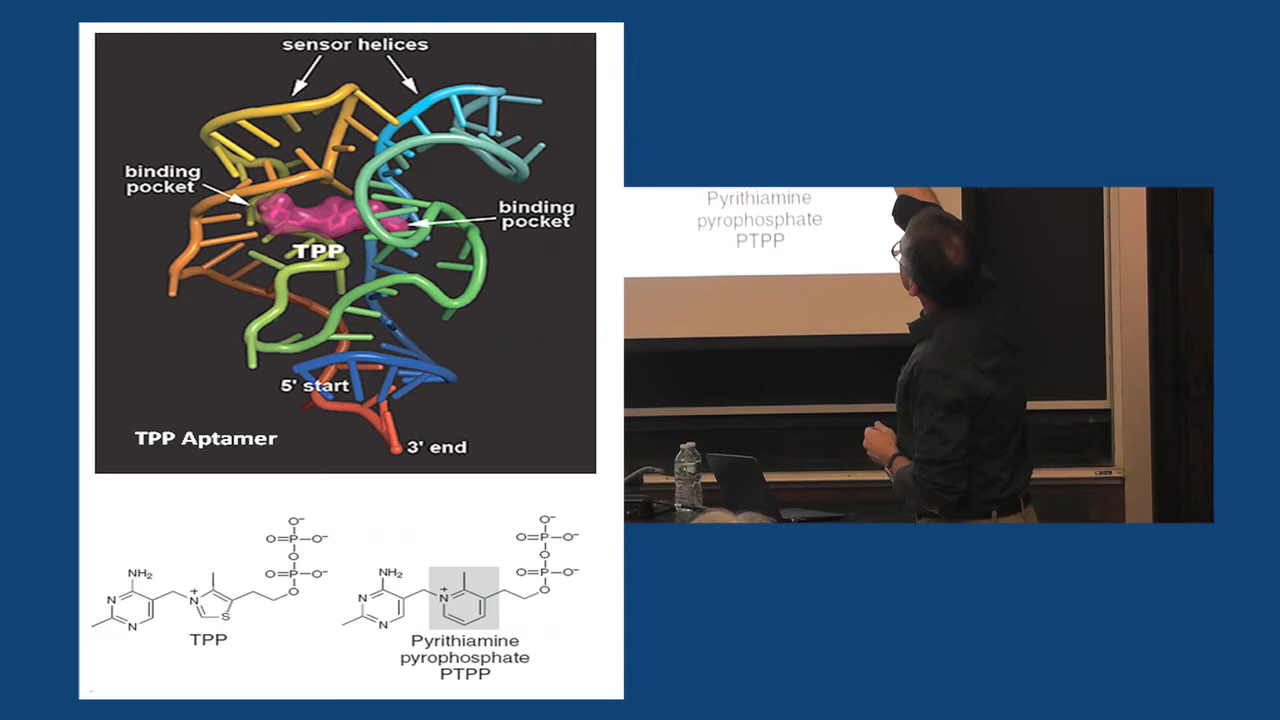 sensor helices
binding
pocket
binding
pocket
TPP
5' start
TPP Aptamer
3' end
O⁻
O=P-O⁻
O
O=P-O⁻
O
NH₂
N
N
N
+
S
TPP
O⁻
O=P-O⁻
O
O=P-O⁻
O
NH₂
N
N
N
+
Pyrithiamine
pyrophosphate
PTPP
Pyrithiamine
pyrophosphate
PTPP